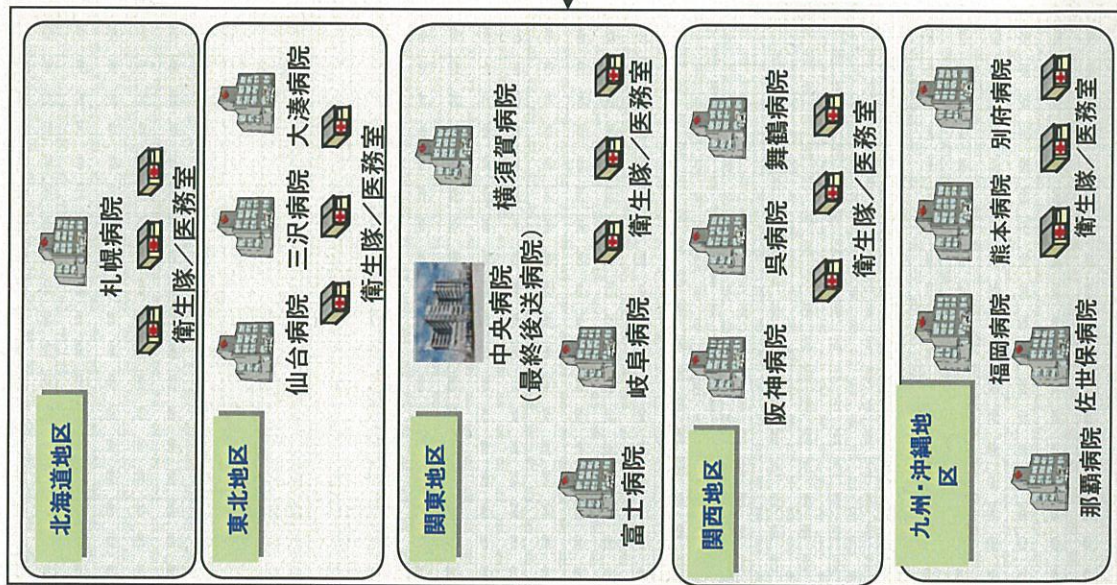 北海道地区
札幌病院
衛生隊／医務室
東北地区
仙台病院
三沢病院
大湊病院
衛生隊／医務室
関東地区
中央病院
(最終後送病院)
横須賀病院
富士病院
岐阜病院
衛生隊／医務室
関西地区
阪神病院
呉病院
舞鶴病院
衛生隊／医務室
九州・沖縄地
区
福岡病院
熊本病院
別府病院
那覇病院
佐世保病院
衛生隊／医務室